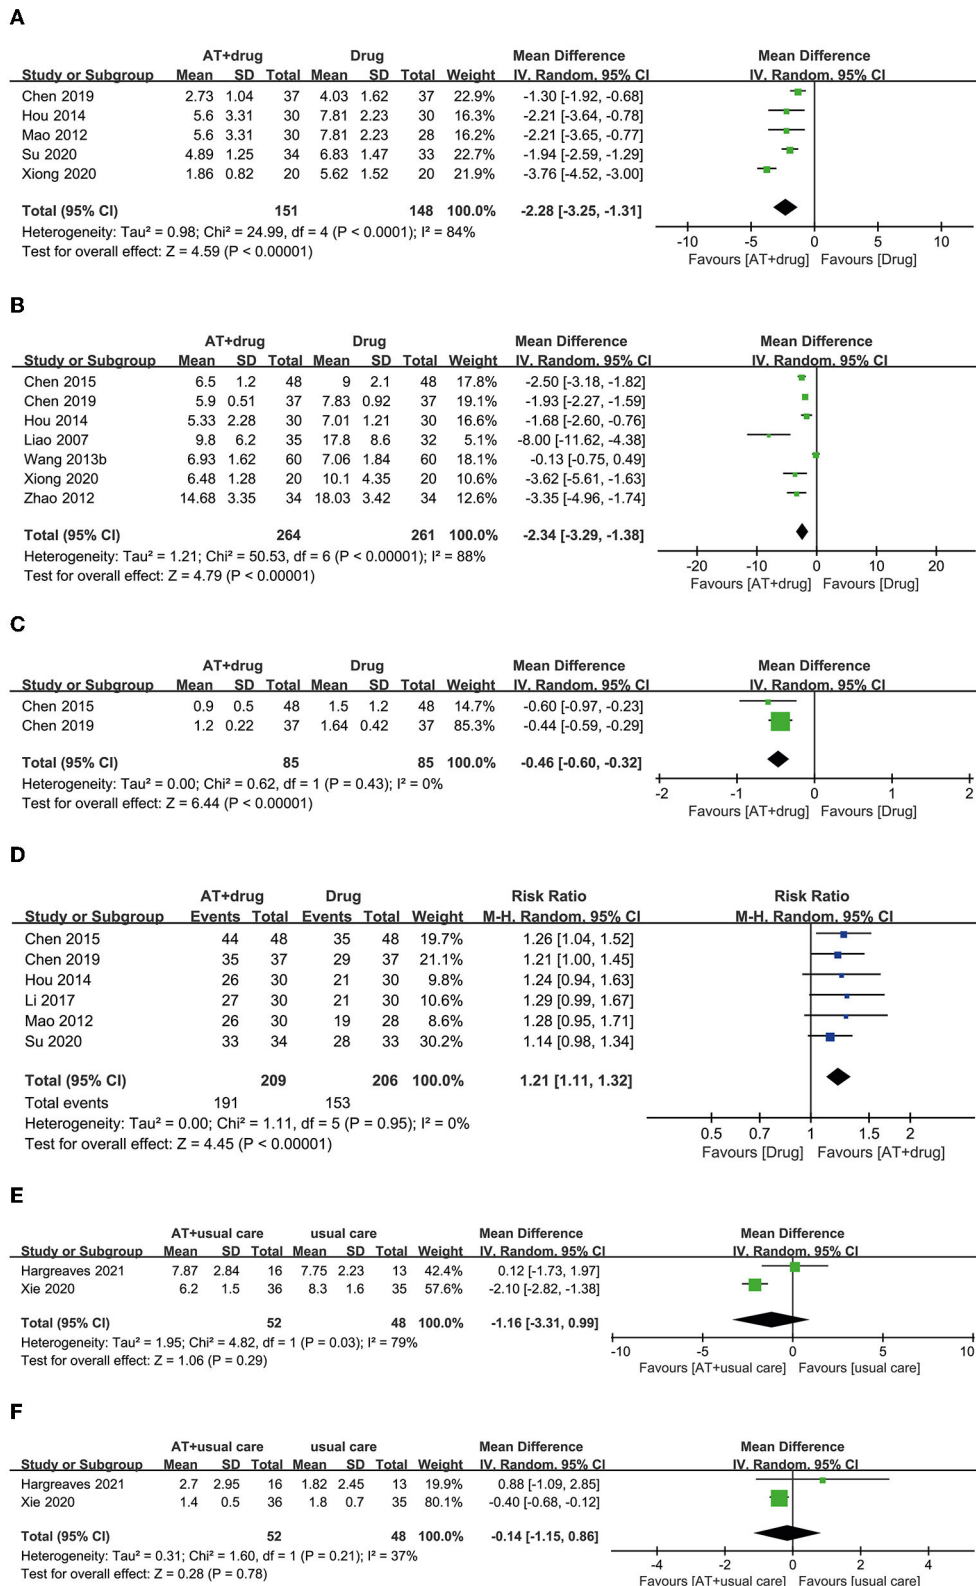 A
AT+drug Drug Mean Difference Mean Difference
Study or Subgroup Mean SD Total Mean SD Total Weight IV. Random. 95% CI IV. Random. 95% CI
Chen 2019 2.73 1.04 37 4.03 1.62 37 22.9% -1.30 [-1.92, -0.68]
Hou 2014 5.6 3.31 30 7.81 2.23 30 16.3% -2.21 [-3.64, -0.78]
Mao 2012 5.6 3.31 30 7.81 2.23 28 16.2% -2.21 [-3.65, -0.77]
Su 2020 4.89 1.25 34 6.83 1.47 33 22.7% -1.94 [-2.59, -1.29]
Xiong 2020 1.86 0.82 20 5.62 1.52 20 21.9% -3.76 [-4.52, -3.00]
Total (95% CI) 151 148 100.0% -2.28 [-3.25, -1.31]
Heterogeneity: Tau² = 0.98; Chi² = 24.99, df = 4 (P < 0.0001); I² = 84%
Test for overall effect: Z = 4.59 (P < 0.00001)
-10 -5 0 5 10
Favours [AT+drug] Favours [Drug]
B
AT+drug Drug Mean Difference Mean Difference
Study or Subgroup Mean SD Total Mean SD Total Weight IV. Random. 95% CI IV. Random. 95% CI
Chen 2015 6.5 1.2 48 9 2.1 48 17.8% -2.50 [-3.18, -1.82]
Chen 2019 5.9 0.51 37 7.83 0.92 37 19.1% -1.93 [-2.27, -1.59]
Hou 2014 5.33 2.28 30 7.01 1.21 30 16.6% -1.68 [-2.60, -0.76]
Liao 2007 9.8 6.2 35 17.8 8.6 32 5.1% -8.00 [-11.62, -4.38]
Wang 2013b 6.93 1.62 60 7.06 1.84 60 18.1% -0.13 [-0.75, 0.49]
Xiong 2020 6.48 1.28 20 10.1 4.35 20 10.6% -3.62 [-5.61, -1.63]
Zhao 2012 14.68 3.35 34 18.03 3.42 34 12.6% -3.35 [-4.96, -1.74]
Total (95% CI) 264 261 100.0% -2.34 [-3.29, -1.38]
Heterogeneity: Tau² = 1.21; Chi² = 50.53, df = 6 (P < 0.00001); I² = 88%
Test for overall effect: Z = 4.79 (P < 0.00001)
-20 -10 0 10 20
Favours [AT+drug] Favours [Drug]
C
AT+drug Drug Mean Difference Mean Difference
Study or Subgroup Mean SD Total Mean SD Total Weight IV. Random. 95% CI IV. Random. 95% CI
Chen 2015 0.9 0.5 48 1.5 1.2 48 14.7% -0.60 [-0.97, -0.23]
Chen 2019 1.2 0.22 37 1.64 0.42 37 85.3% -0.44 [-0.59, -0.29]
Total (95% CI) 85 85 100.0% -0.46 [-0.60, -0.32]
Heterogeneity: Tau² = 0.00; Chi² = 0.62, df = 1 (P = 0.43); I² = 0%
Test for overall effect: Z = 6.44 (P < 0.00001)
-2 -1 0 1 2
Favours [AT+drug] Favours [Drug]
D
AT+drug Drug Risk Ratio Risk Ratio
Study or Subgroup Events Total Events Total Weight M-H. Random. 95% CI M-H. Random. 95% CI
Chen 2015 44 48 35 48 19.7% 1.26 [1.04, 1.52]
Chen 2019 35 37 29 37 21.1% 1.21 [1.00, 1.45]
Hou 2014 26 30 21 30 9.8% 1.24 [0.94, 1.63]
Li 2017 27 30 21 30 10.6% 1.29 [0.99, 1.67]
Mao 2012 26 30 19 28 8.6% 1.28 [0.95, 1.71]
Su 2020 33 34 28 33 30.2% 1.14 [0.98, 1.34]
Total (95% CI) 209 206 100.0% 1.21 [1.11, 1.32]
Total events 191 153
Heterogeneity: Tau² = 0.00; Chi² = 1.11, df = 5 (P = 0.95); I² = 0%
Test for overall effect: Z = 4.45 (P < 0.00001)
0.5 0.7 1 1.5 2
Favours [Drug] Favours [AT+drug]
E
AT+usual care usual care Mean Difference Mean Difference
Study or Subgroup Mean SD Total Mean SD Total Weight IV. Random. 95% CI IV. Random. 95% CI
Hargreaves 2021 7.87 2.84 16 7.75 2.23 13 42.4% 0.12 [-1.73, 1.97]
Xie 2020 6.2 1.5 36 8.3 1.6 35 57.6% -2.10 [-2.82, -1.38]
Total (95% CI) 52 48 100.0% -1.16 [-3.31, 0.99]
Heterogeneity: Tau² = 1.95; Chi² = 4.82, df = 1 (P = 0.03); I² = 79%
Test for overall effect: Z = 1.06 (P = 0.29)
-10 -5 0 5 10
Favours [AT+usual care] Favours [usual care]
F
AT+usual care usual care Mean Difference Mean Difference
Study or Subgroup Mean SD Total Mean SD Total Weight IV. Random. 95% CI IV. Random. 95% CI
Hargreaves 2021 2.7 2.95 16 1.82 2.45 13 19.9% 0.88 [-1.09, 2.85]
Xie 2020 1.4 0.5 36 1.8 0.7 35 80.1% -0.40 [-0.68, -0.12]
Total (95% CI) 52 48 100.0% -0.14 [-1.15, 0.86]
Heterogeneity: Tau² = 0.31; Chi² = 1.60, df = 1 (P = 0.21); I² = 37%
Test for overall effect: Z = 0.28 (P = 0.78)
-4 -2 0 2 4
Favours [AT+usual care] Favours [usual care]